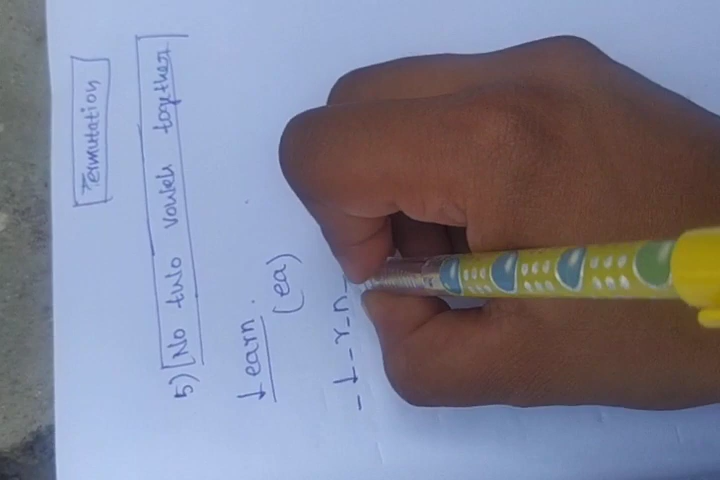 Permutation
5) No two vowels together
Learn.
(ea)
- L - r - n -